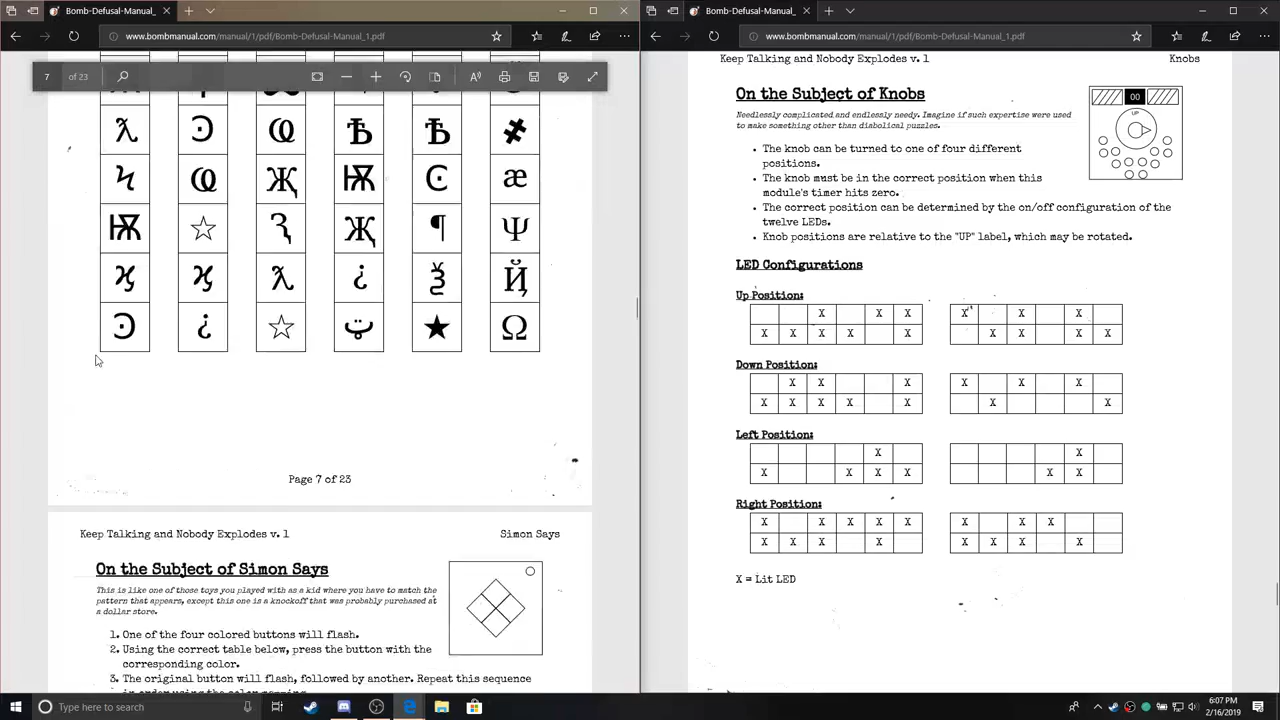 Bomb-Defusal-Manual
www.bombmanual.com/manual/1/pdf/Bomb-Defusal-Manual_1.pdf
7 of 23
ƛ Ͽ Ҩ Ѣ Ѣ ҂
Ϟ Ҩ Җ Ѭ Ͼ æ
Ѭ ☆ Ԇ Җ ¶ Ψ
ϗ ϗ ƛ ¿ Ѯ Ҋ
Ͽ ¿ ☆ ټ ★ Ω
Page 7 of 23
Keep Talking and Nobody Explodes v. 1 Simon Says
On the Subject of Simon Says
This is like one of those toys you played with as a kid where you have to match the
pattern that appears, except this one is a knockoff that was probably purchased at
a dollar store.
1. One of the four colored buttons will flash.
2. Using the correct table below, press the button with the
corresponding color.
3. The original button will flash, followed by another. Repeat this sequence
Bomb-Defusal-Manual
www.bombmanual.com/manual/1/pdf/Bomb-Defusal-Manual_1.pdf
Keep Talking and Nobody Explodes v. 1 Knobs
On the Subject of Knobs
Needlessly complicated and endlessly needy. Imagine if such expertise were used
to make something other than diabolical puzzles.
00
UP
• The knob can be turned to one of four different
positions.
• The knob must be in the correct position when this
module's timer hits zero.
• The correct position can be determined by the on/off configuration of the
twelve LEDs.
• Knob positions are relative to the "UP" label, which may be rotated.
LED Configurations
Up Position:
X X X X X X
X X X X X X X X X
Down Position:
X X X X X X
X X X X X X X
Left Position:
X X
X X X X X X
Right Position:
X X X X X X X X
X X X X X X X X
X = Lit LED
Type here to search
6:07 PM
2/16/2019